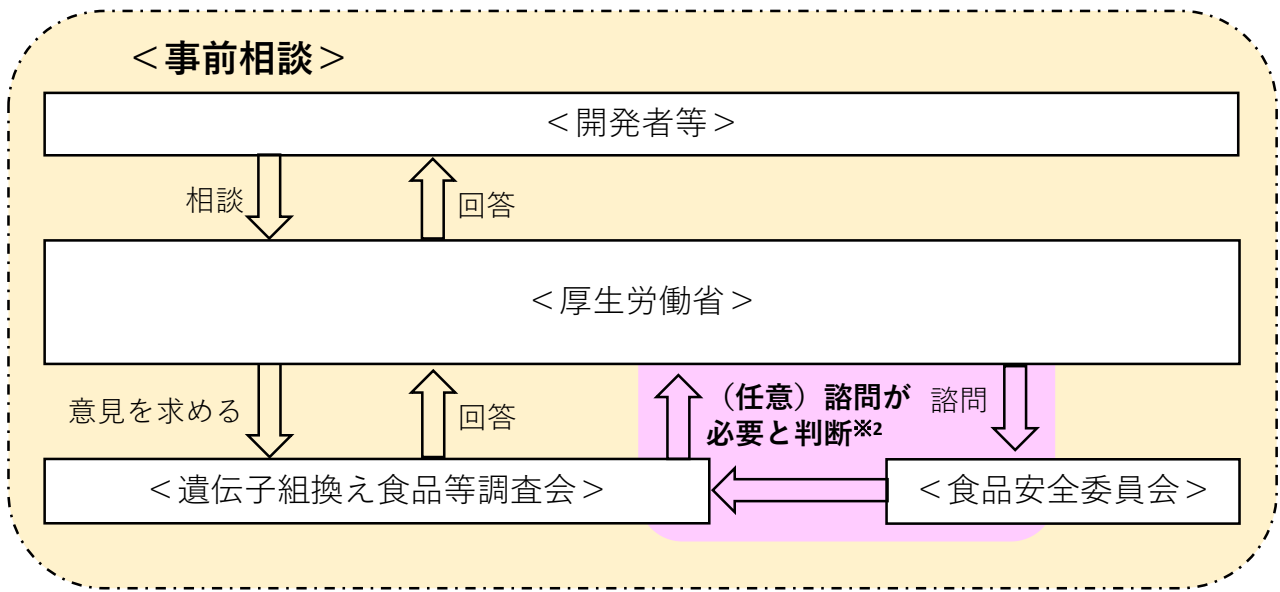 ＜事前相談＞
＜開発者等＞
相談
回答
＜厚生労働省＞
意見を求める
回答
（任意）諮問が
必要と判断※2
諮問
＜遺伝子組換え食品等調査会＞
＜食品安全委員会＞